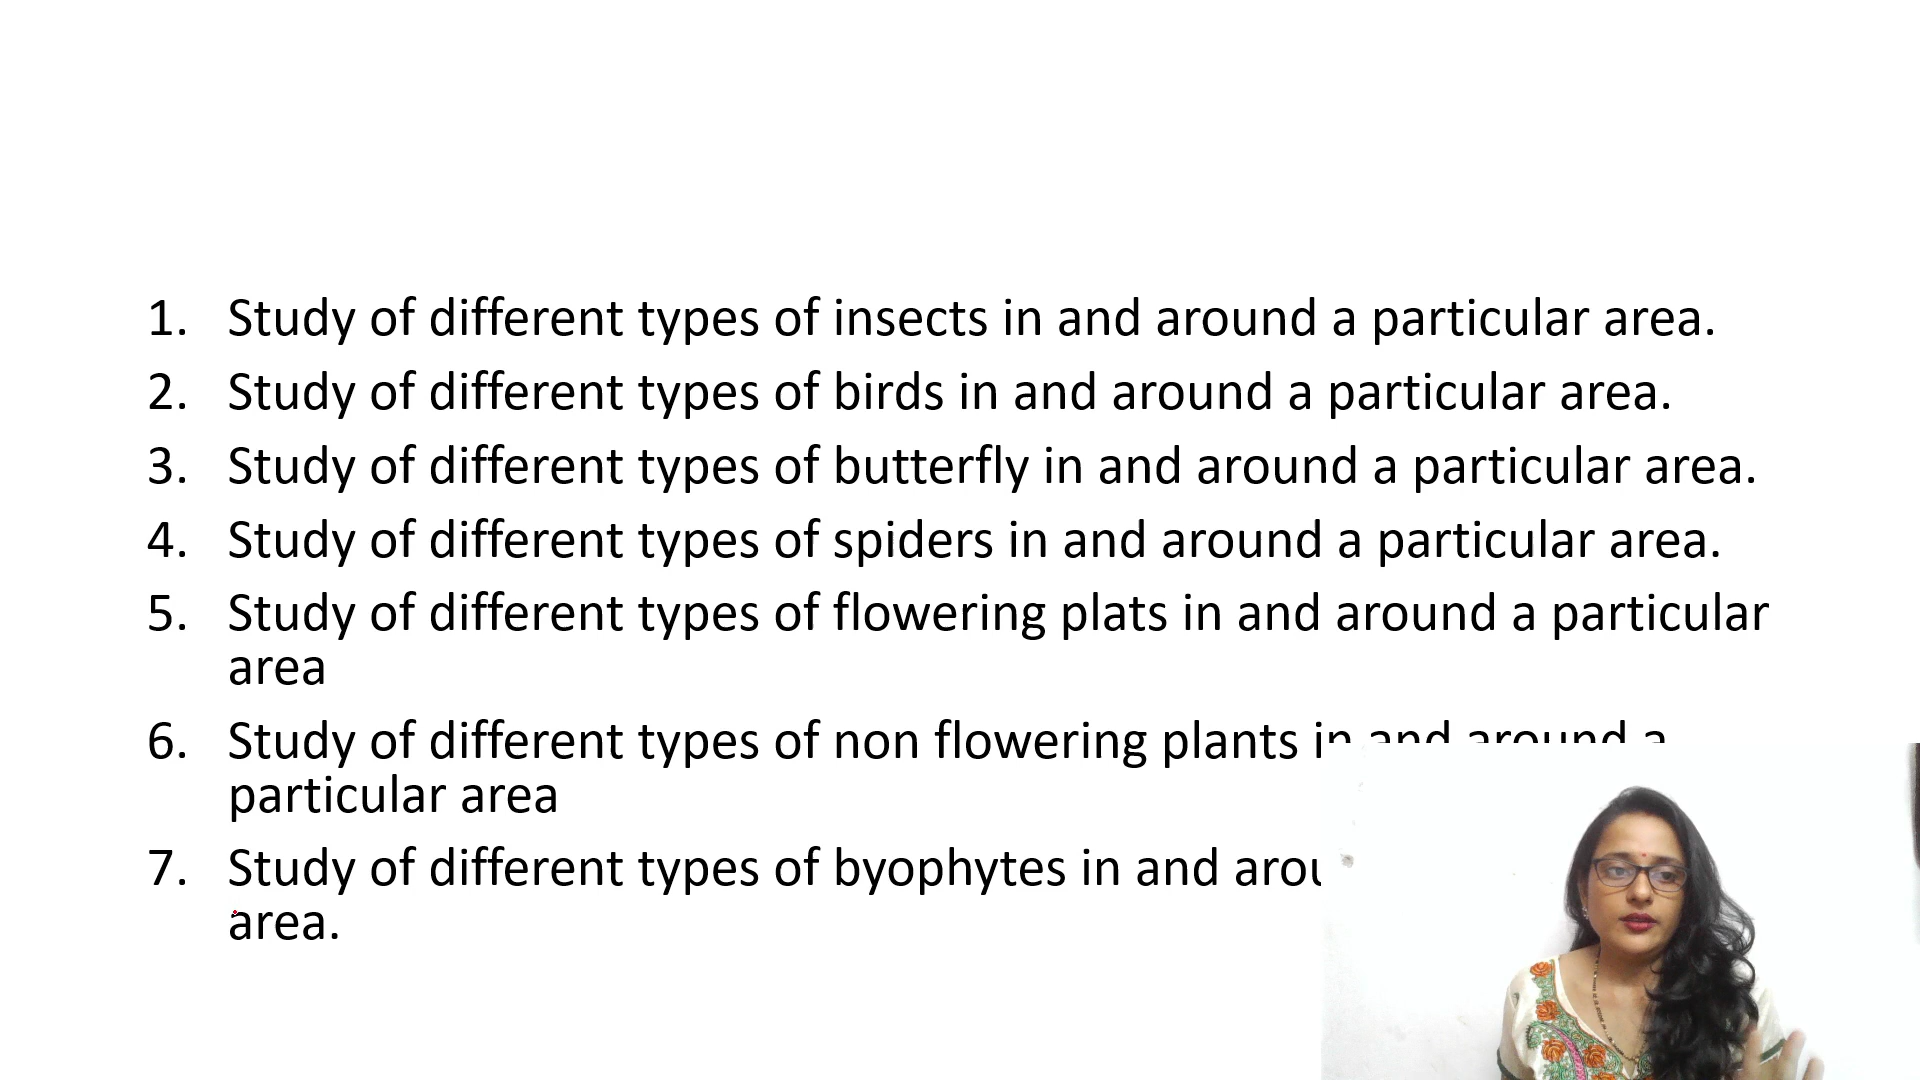 1. Study of different types of insects in and around a particular area.
2. Study of different types of birds in and around a particular area.
3. Study of different types of butterfly in and around a particular area.
4. Study of different types of spiders in and around a particular area.
5. Study of different types of flowering plats in and around a particular
area
6. Study of different types of non flowering plants in and around a
particular area
7. Study of different types of byophytes in and
area.